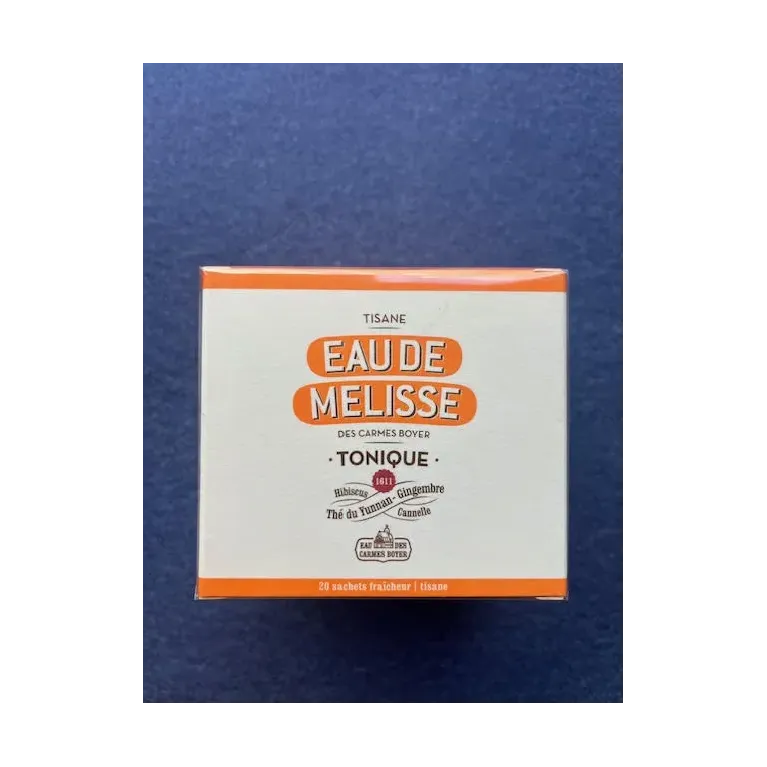 TISANE
EAU DE
MELISSE
DES CARMES BOYER
· TONIQUE ·
1611
Hibiscus
Thé du Yunnan - Gingembre
Cannelle
EAU DES
CARMES BOYER
20 sachets fraîcheur | tisane